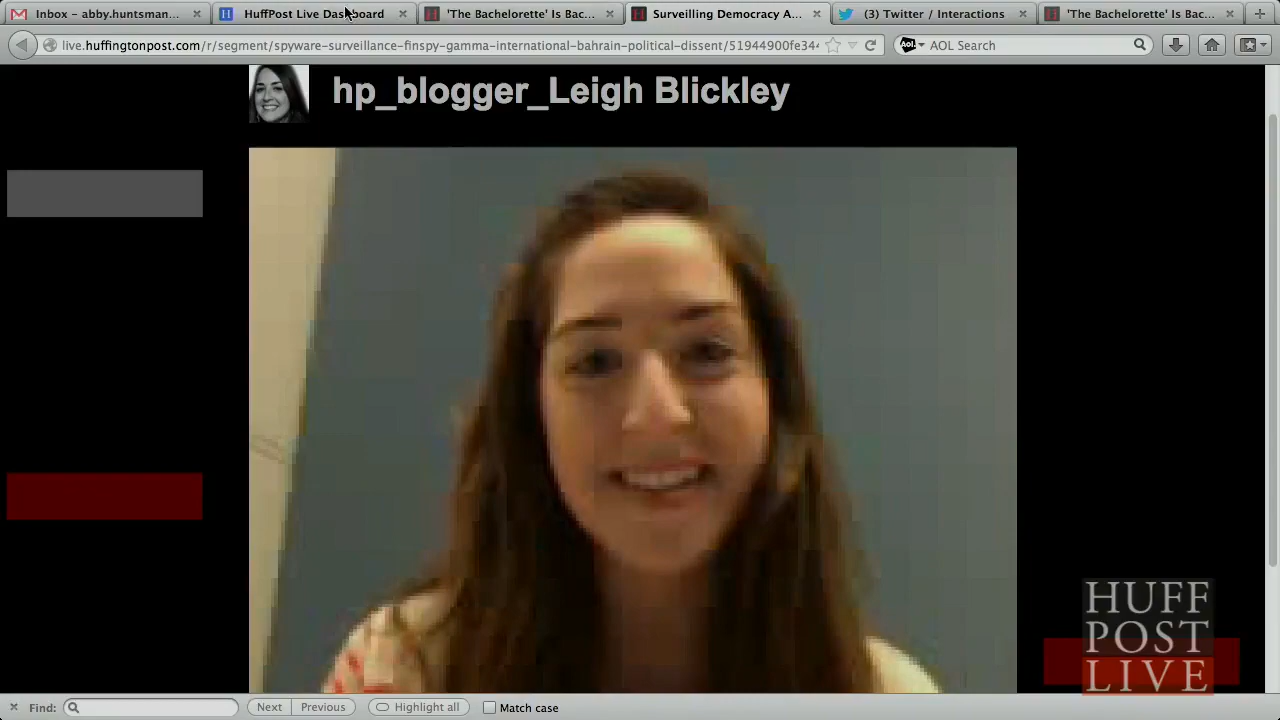 Inbox – abby.huntsman...
HuffPost Live Dashboard
'The Bachelorette' Is Bac...
Surveilling Democracy A...
(3) Twitter / Interactions
'The Bachelorette' Is Bac...
live.huffingtonpost.com/r/segment/spyware-surveillance-finspy-gamma-international-bahrain-political-dissent/51944900fe344
Aol.
AOL Search
hp_blogger_Leigh Blickley
HUFF
POST
LIVE
Find:
Next
Previous
Highlight all
Match case